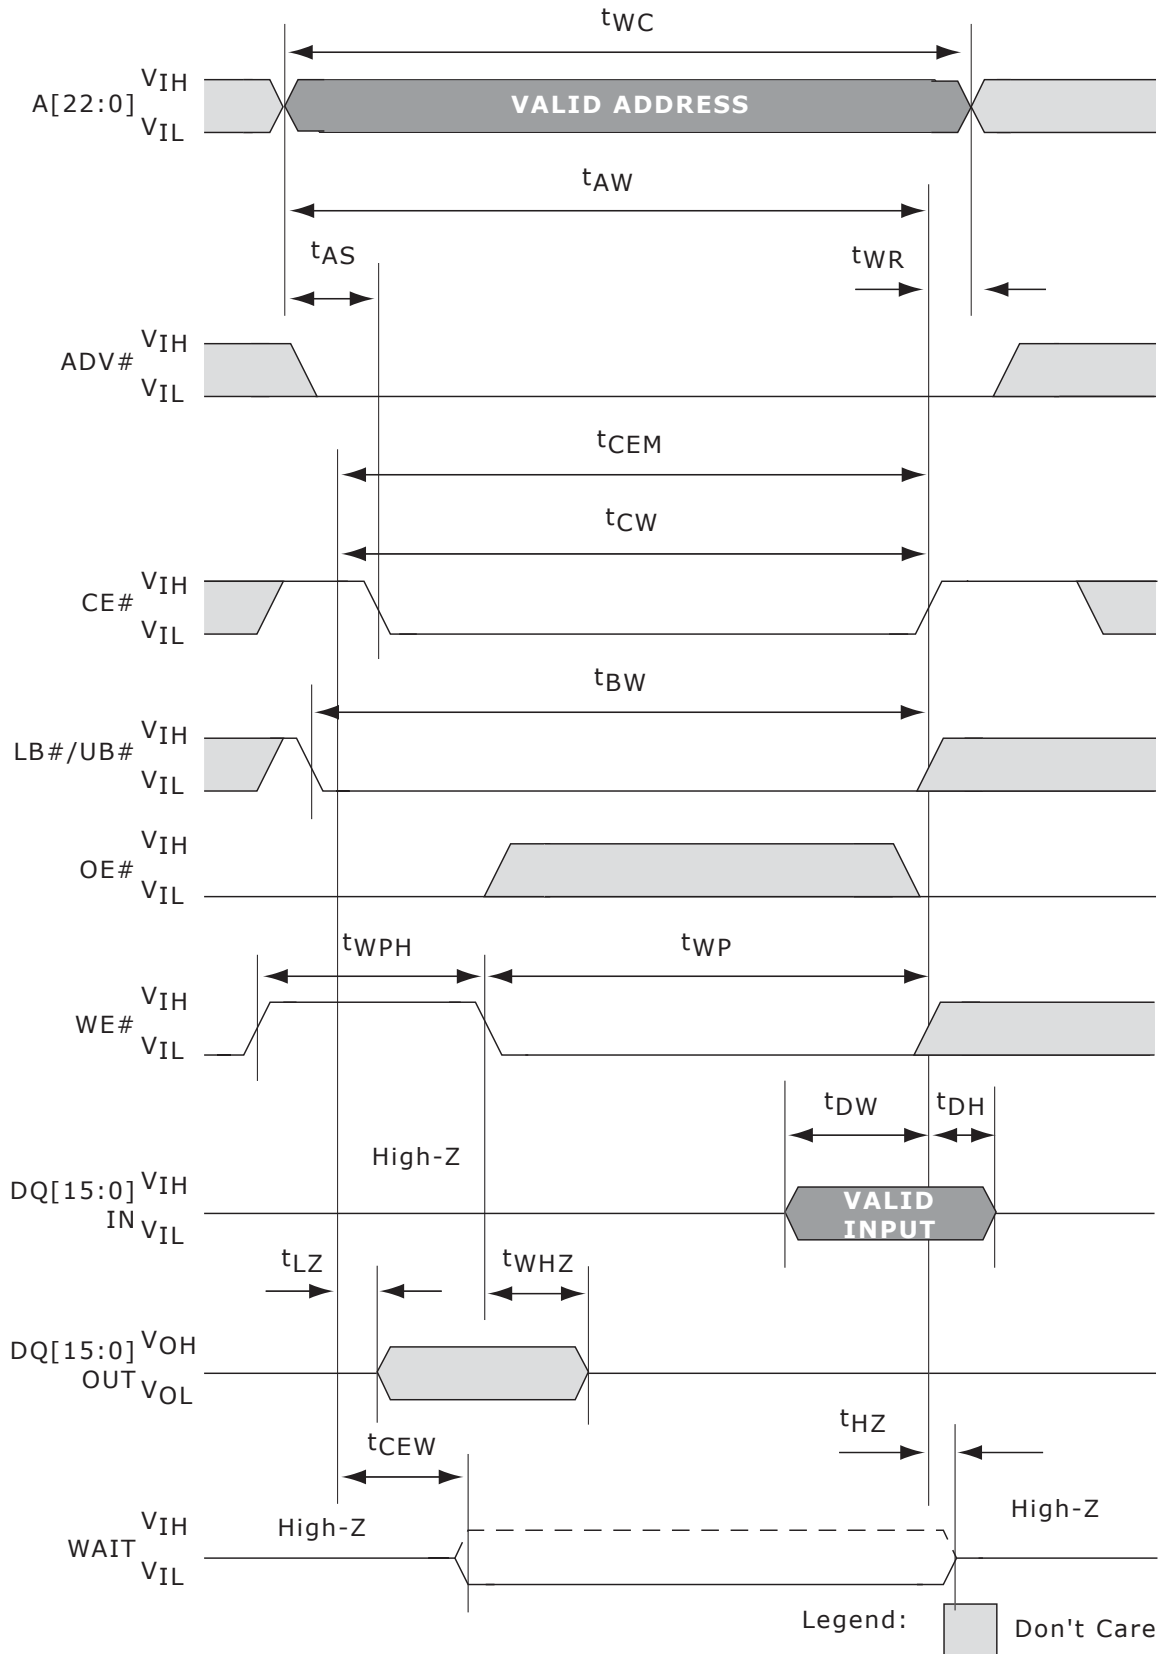 tWC
A[22:0] VIH
VIL
VALID ADDRESS
tAW
tAS
tWR
ADV# VIH
VIL
tCEM
tCW
CE# VIH
VIL
tBW
LB#/UB# VIH
VIL
OE# VIH
VIL
tWPH
tWP
WE# VIH
VIL
tDW
tDH
High-Z
DQ[15:0] VIH
IN VIL
VALID
INPUT
tLZ
tWHZ
DQ[15:0] VOH
OUT VOL
tHZ
tCEW
High-Z
High-Z
WAIT VIH
VIL
Legend:
Don't Care